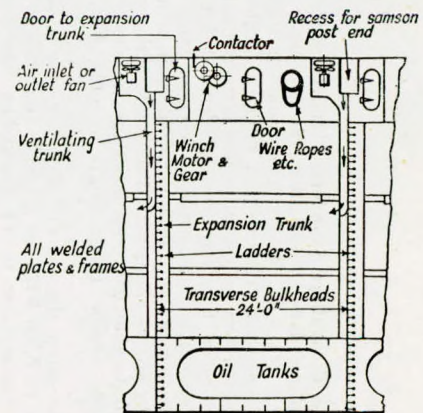 Door to expansion
trunk
Recess for samson
post end
Contactor
Air inlet or
outlet fan
Ventilating
trunk
Winch
Motor &
Gear
Door
Wire Ropes
etc.
Expansion Trunk
All welded
plates & frames
Ladders
Transverse Bulkheads
24'-0"
Oil Tanks